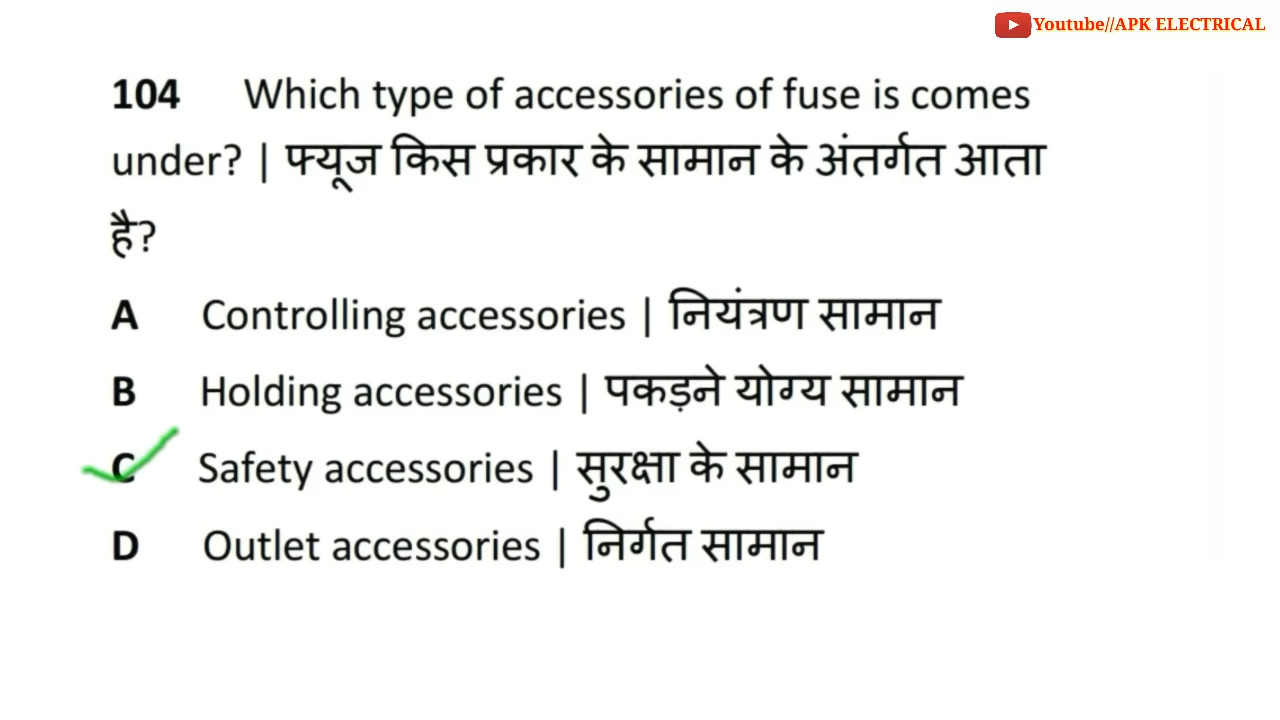 Youtube//APK ELECTRICAL
104 Which type of accessories of fuse is comes
under? | फ्यूज किस प्रकार के सामान के अंतर्गत आता
है?
A Controlling accessories | नियंत्रण सामान
B Holding accessories | पकड़ने योग्य सामान
C Safety accessories | सुरक्षा के सामान
D Outlet accessories | निर्गत सामान